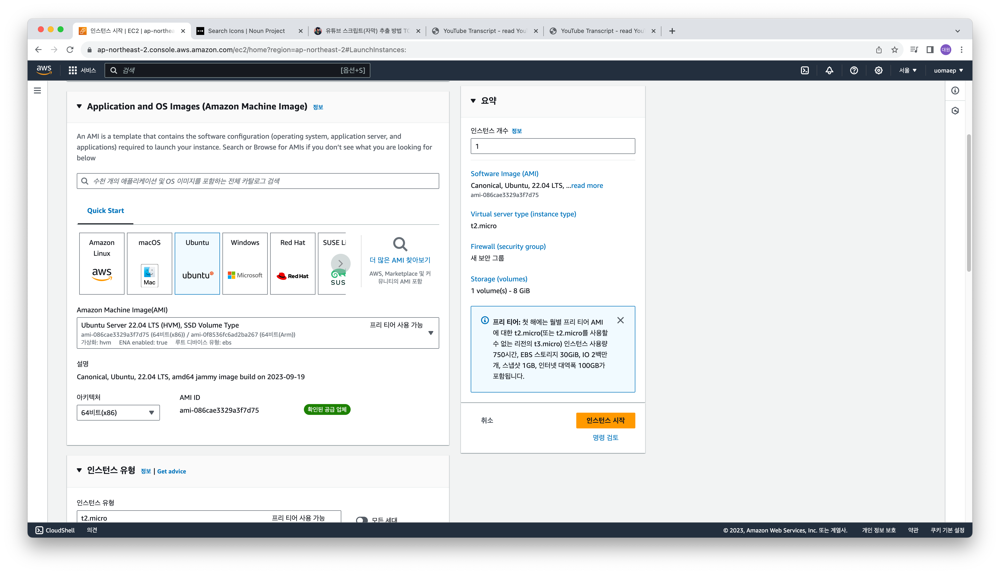 인스턴스 시작 | EC2 | ap-northea
Search Icons | Noun Project
유튜브 스크립트(자막) 추출 방법 TO
YouTube Transcript - read You
YouTube Transcript - read You
ap-northeast-2.console.aws.amazon.com/ec2/home?region=ap-northeast-2#LaunchInstances:
대원
aws
서비스
검색
[옵션+S]
서울
uomaep
Application and OS Images (Amazon Machine Image) 정보
An AMI is a template that contains the software configuration (operating system, application server, and
applications) required to launch your instance. Search or Browse for AMIs if you don’t see what you are looking for
below
수천 개의 애플리케이션 및 OS 이미지를 포함하는 전체 카탈로그 검색
Quick Start
Amazon
Linux
aws
macOS
Mac
Ubuntu
ubuntu
Windows
Microsoft
Red Hat
Red Hat
SUSE Li
SUS
더 많은 AMI 찾아보기
AWS, Marketplace 및 커
뮤니티의 AMI 포함
Amazon Machine Image(AMI)
Ubuntu Server 22.04 LTS (HVM), SSD Volume Type
프리 티어 사용 가능
ami-086cae3329a3f7d75 (64비트(x86)) / ami-0f8536fc6ad2ba267 (64비트(Arm))
가상화: hvm ENA enabled: true 루트 디바이스 유형: ebs
설명
Canonical, Ubuntu, 22.04 LTS, amd64 jammy image build on 2023-09-19
아키텍처
AMI ID
64비트(x86)
ami-086cae3329a3f7d75
확인된 공급 업체
인스턴스 유형 정보 | Get advice
인스턴스 유형
t2.micro
프리 티어 사용 가능
모든 세대
요약
인스턴스 개수 정보
1
Software Image (AMI)
Canonical, Ubuntu, 22.04 LTS, ...read more
ami-086cae3329a3f7d75
Virtual server type (instance type)
t2.micro
Firewall (security group)
새 보안 그룹
Storage (volumes)
1 volume(s) - 8 GiB
프리 티어: 첫 해에는 월별 프리 티어 AMI
에 대한 t2.micro(또는 t2.micro를 사용할
수 없는 리전의 t3.micro) 인스턴스 사용량
750시간, EBS 스토리지 30GiB, IO 2백만
개, 스냅샷 1GB, 인터넷 대역폭 100GB가
포함됩니다.
취소
인스턴스 시작
명령 검토
CloudShell
의견
© 2023, Amazon Web Services, Inc. 또는 계열사.
개인 정보 보호
약관
쿠키 기본 설정